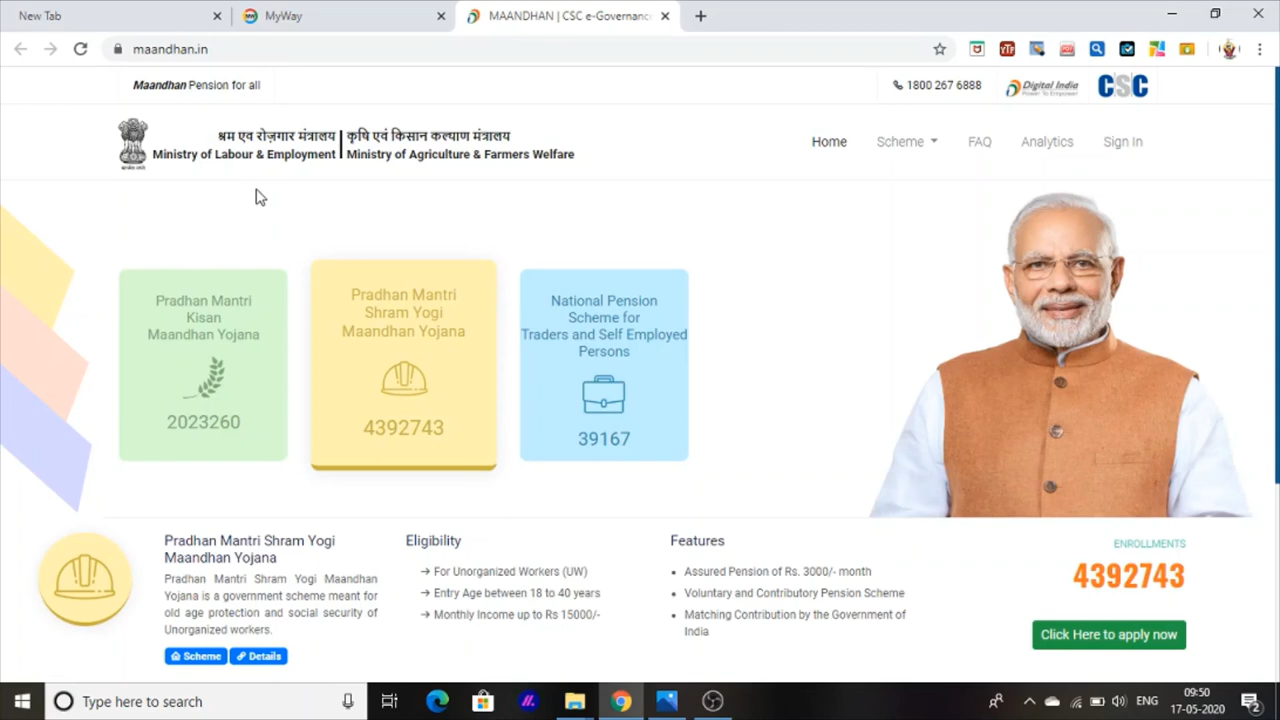 New Tab
MyWay
MAANDHAN | CSC e-Governanc
maandhan.in
Maandhan Pension for all
1800 267 6888
Digital India
Power To Empower
CSC
श्रम एवं रोज़गार मंत्रालय
कृषि एवं किसान कल्याण मंत्रालय
Ministry of Labour & Employment
Ministry of Agriculture & Farmers Welfare
Home
Scheme
FAQ
Analytics
Sign In
Pradhan Mantri
Kisan
Maandhan Yojana
2023260
Pradhan Mantri
Shram Yogi
Maandhan Yojana
4392743
National Pension
Scheme for
Traders and Self Employed
Persons
39167
Pradhan Mantri Shram Yogi
Maandhan Yojana
Pradhan Mantri Shram Yogi Maandhan
Yojana is a government scheme meant for
old age protection and social security of
Unorganized workers.
Scheme
Details
Eligibility
→ For Unorganized Workers (UW)
→ Entry Age between 18 to 40 years
→ Monthly Income up to Rs 15000/-
Features
• Assured Pension of Rs. 3000/- month
• Voluntary and Contributory Pension Scheme
• Matching Contribution by the Government of
India
ENROLLMENTS
4392743
Click Here to apply now
Type here to search
ENG
09:50
17-05-2020
2